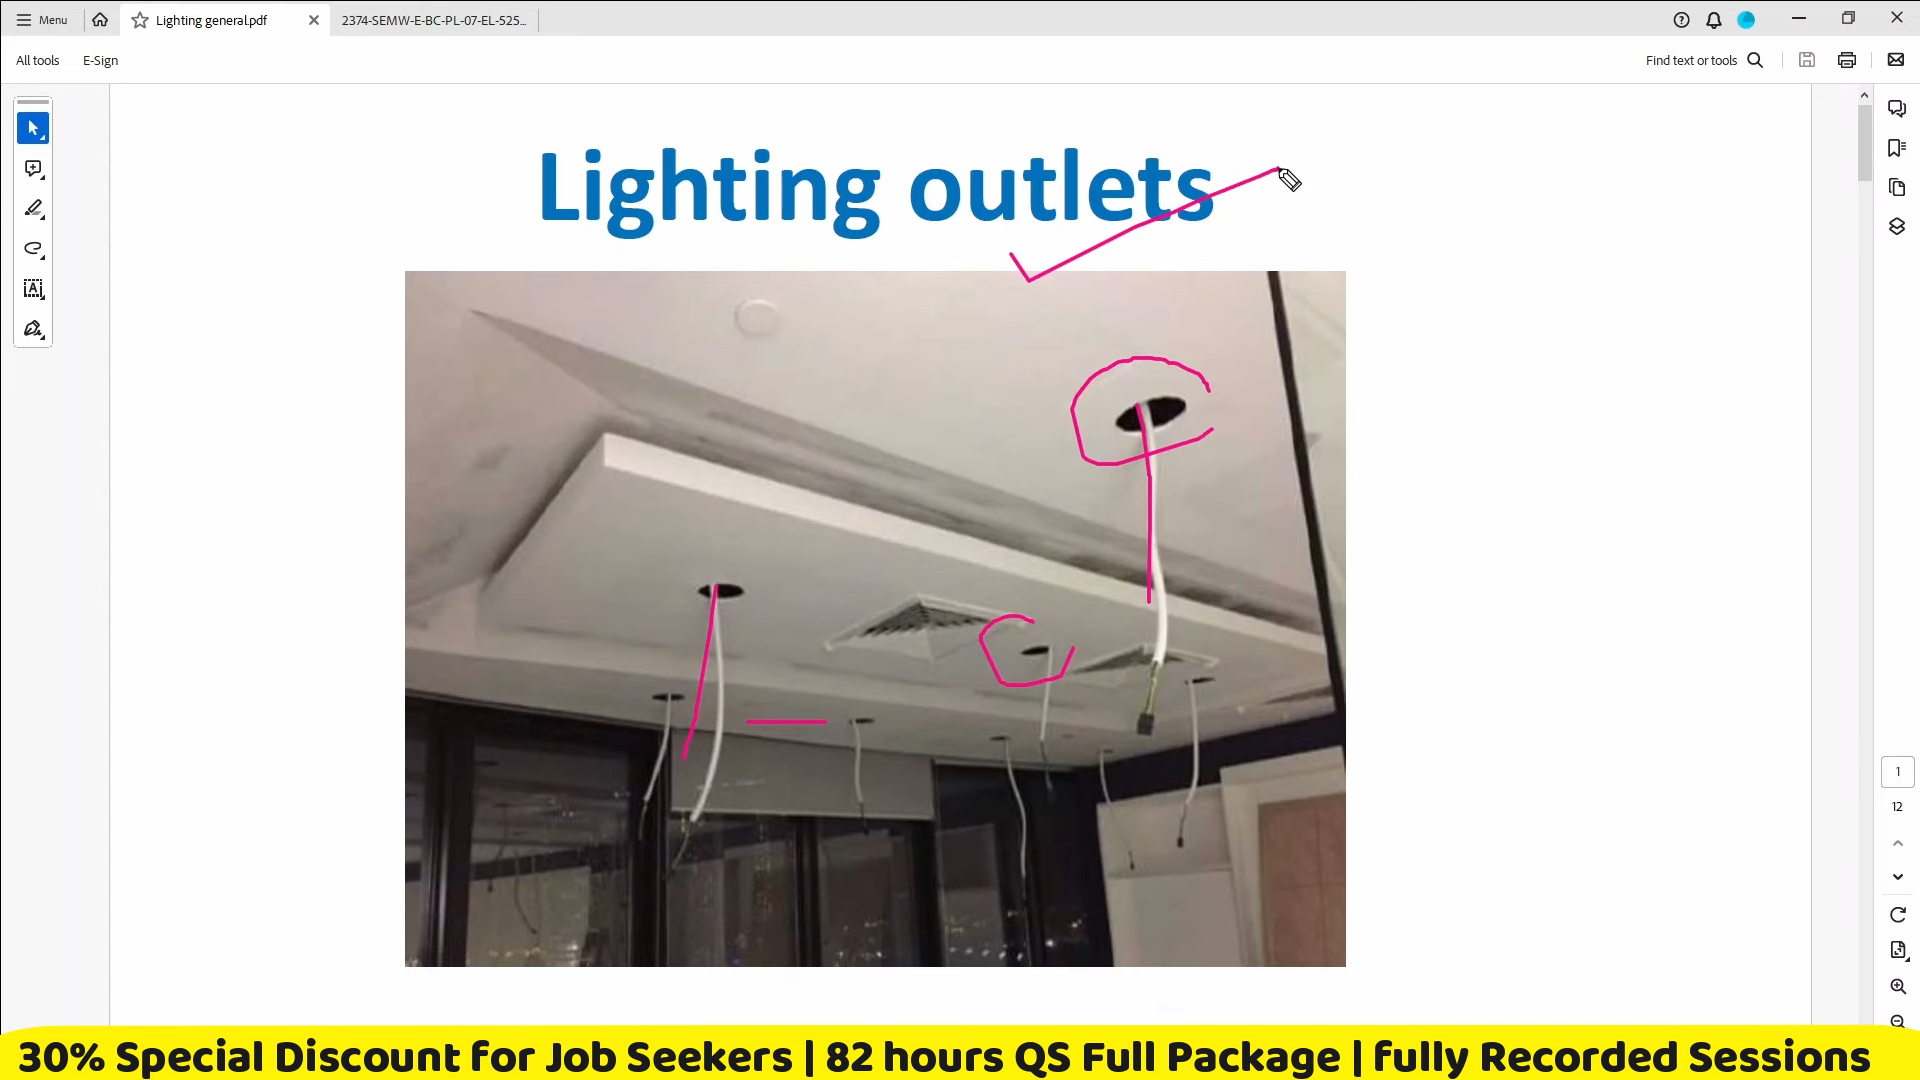 Menu
Lighting general.pdf
2374-SEMW-E-BC-PL-07-EL-525...
All tools
E-Sign
Find text or tools
Lighting outlets
1
12
30% Special Discount for Job Seekers | 82 hours QS Full Package | fully Recorded Sessions